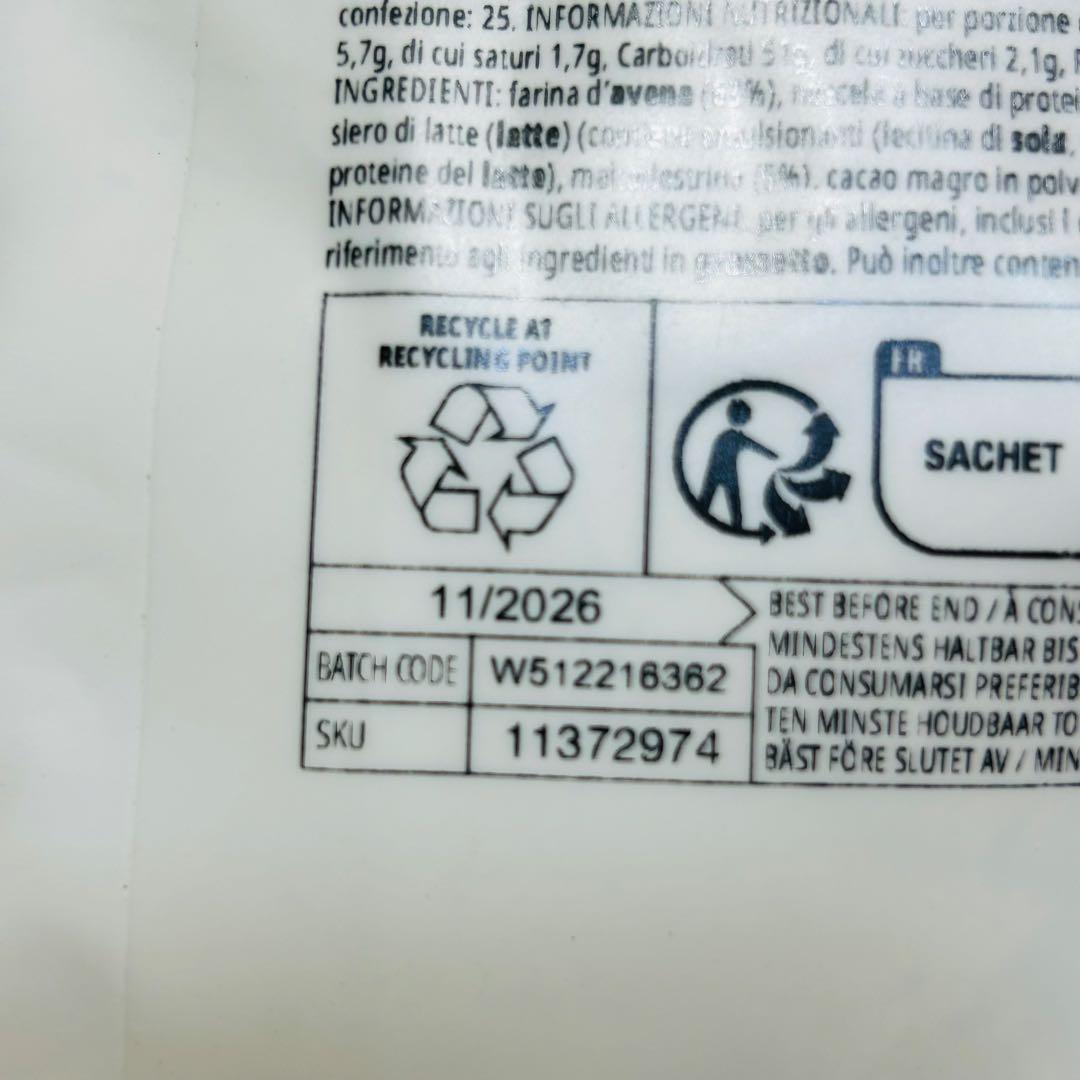 confezione: 25. INFORMAZIONI NUTRIZIONALI per porzione
5,7g, di cui saturi 1,7g, Carboidrati di cui zuccheri 2,1g,
INGREDIENTI: farina d'avena miscela a base di protei
siero di latte (latte) emulsionanti (lecitina di soia,
proteine del latte), maltodestrina (5%), cacao magro in polv
INFORMAZIONI SUGLI ALLERGENI: per gli allergeni, inclusi i
riferimento agli ingredienti in grassetto. Può inoltre conten
RECYCLE AT
RECYCLING POINT
FR
SACHET
11/2026
BATCH CODE W512216362
SKU 11372974
BEST BEFORE END / À CONS
MINDESTENS HALTBAR BIS
DA CONSUMARSI PREFERIB
TEN MINSTE HOUDBAAR TO
BÄST FÖRE SLUTET AV / MIN